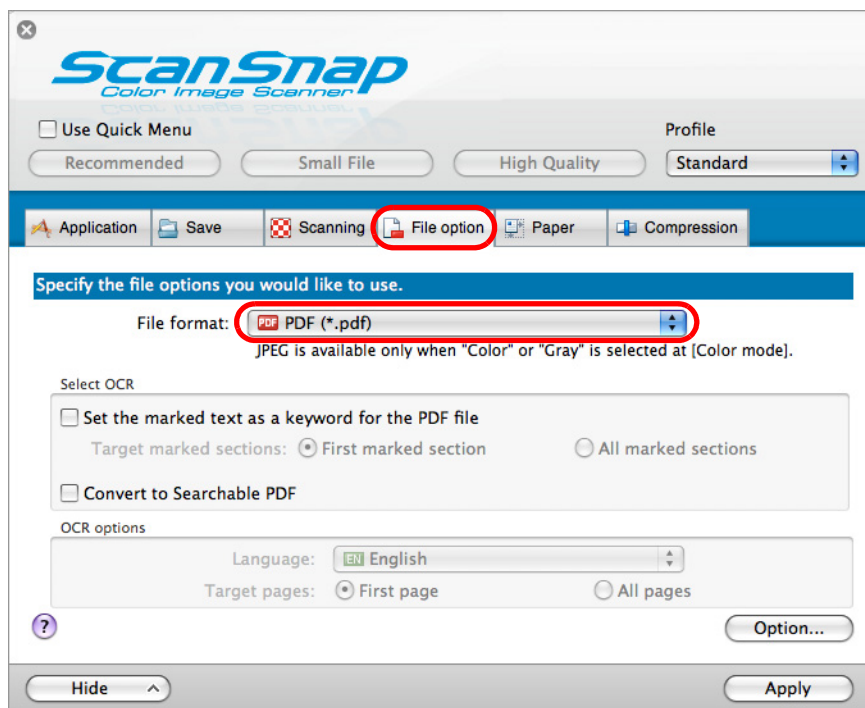 ScanSnap
Color Image Scanner
Use Quick Menu
Profile
Recommended
Small File
High Quality
Standard
Application
Save
Scanning
File option
Paper
Compression
Specify the file options you would like to use.
File format:
PDF
PDF (*.pdf)
JPEG is available only when "Color" or "Gray" is selected at [Color mode].
Select OCR
Set the marked text as a keyword for the PDF file
Target marked sections:
First marked section
All marked sections
Convert to Searchable PDF
OCR options
Language:
EN
English
Target pages:
First page
All pages
?
Option...
Hide
Apply